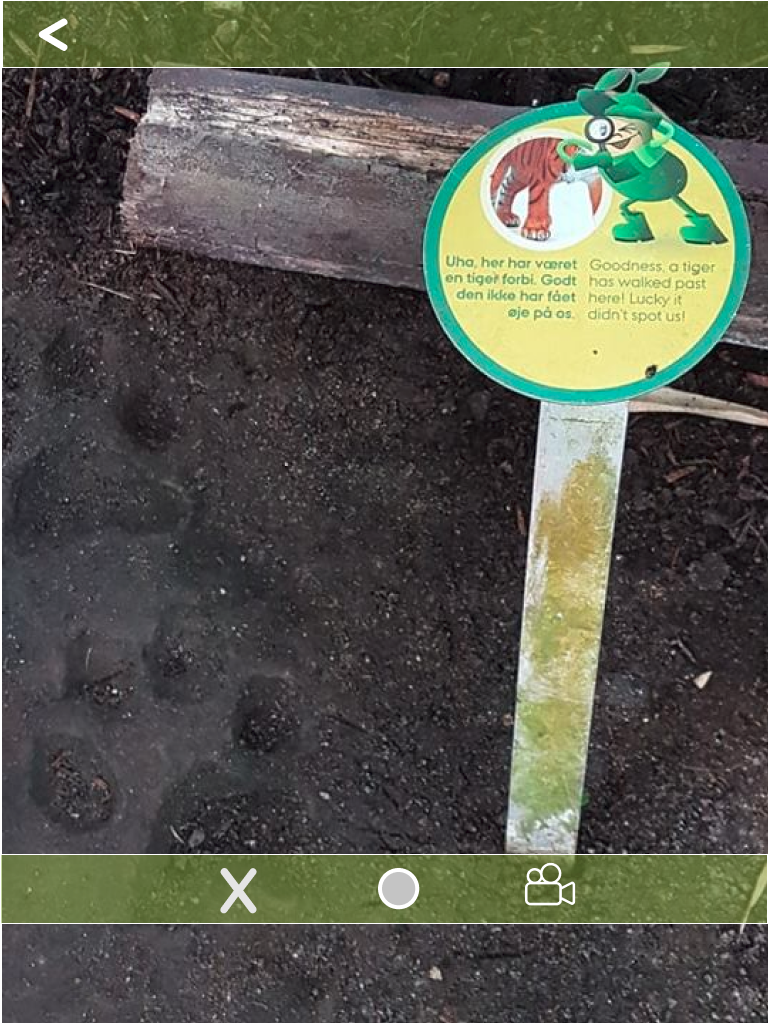 Uha, her har været
en tiger forbi. Godt
den ikke har fået
øje på os.
Goodness, a tiger
has walked past
here! Lucky it
didn't spot us!